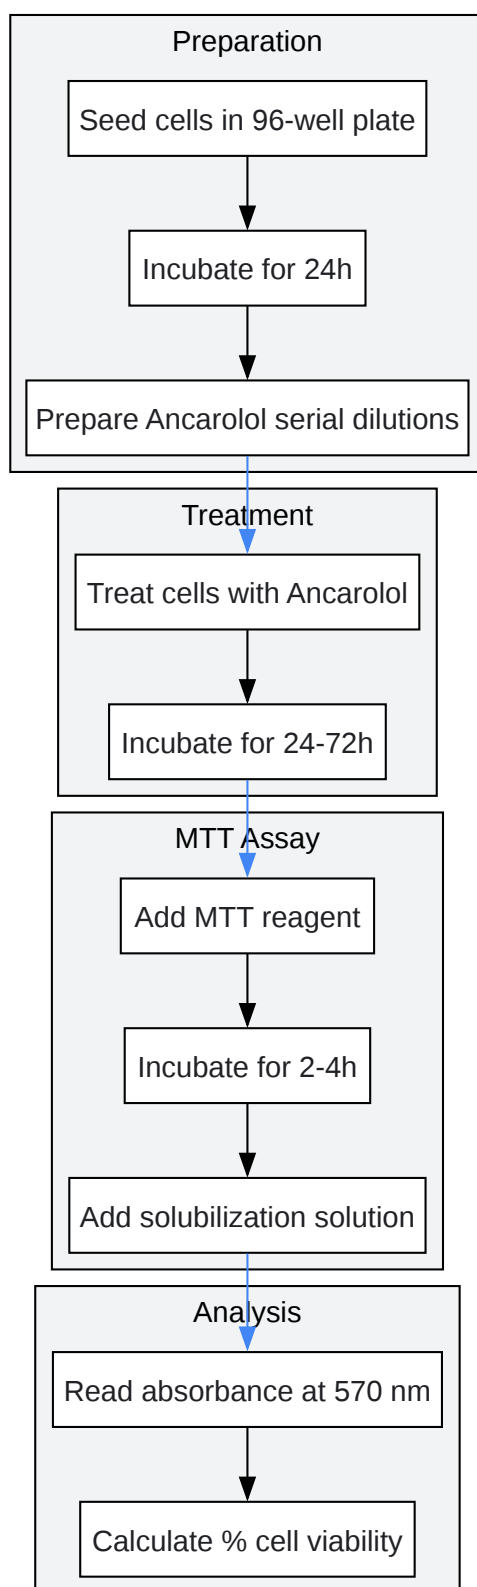 Preparation
Seed cells in 96-well plate
Incubate for 24h
Prepare Ancarolol serial dilutions
Treatment
Treat cells with Ancarolol
Incubate for 24-72h
MTT Assay
Add MTT reagent
Incubate for 2-4h
Add solubilization solution
Analysis
Read absorbance at 570 nm
Calculate % cell viability